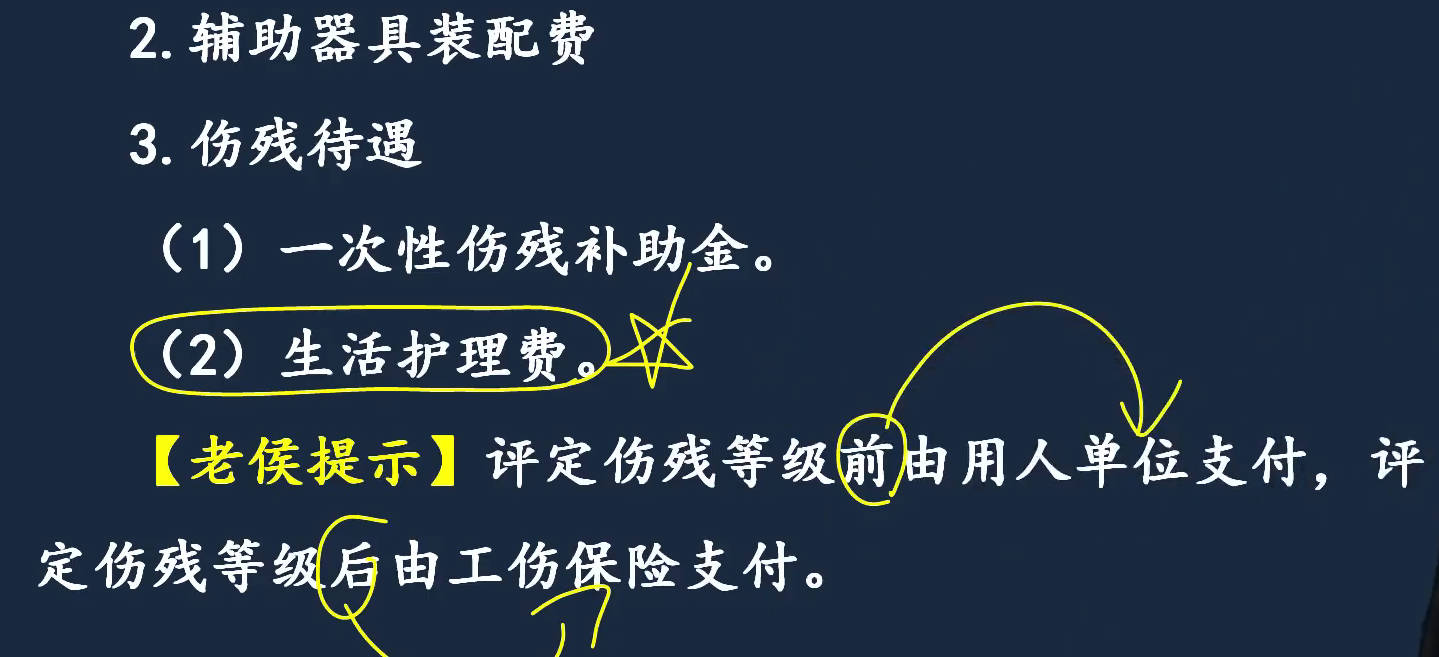 2.辅助器具装配费
3.伤残待遇
（1）一次性伤残补助金。
（2）生活护理费。
【老侯提示】评定伤残等级前由用人单位支付，评
定伤残等级后由工伤保险支付。